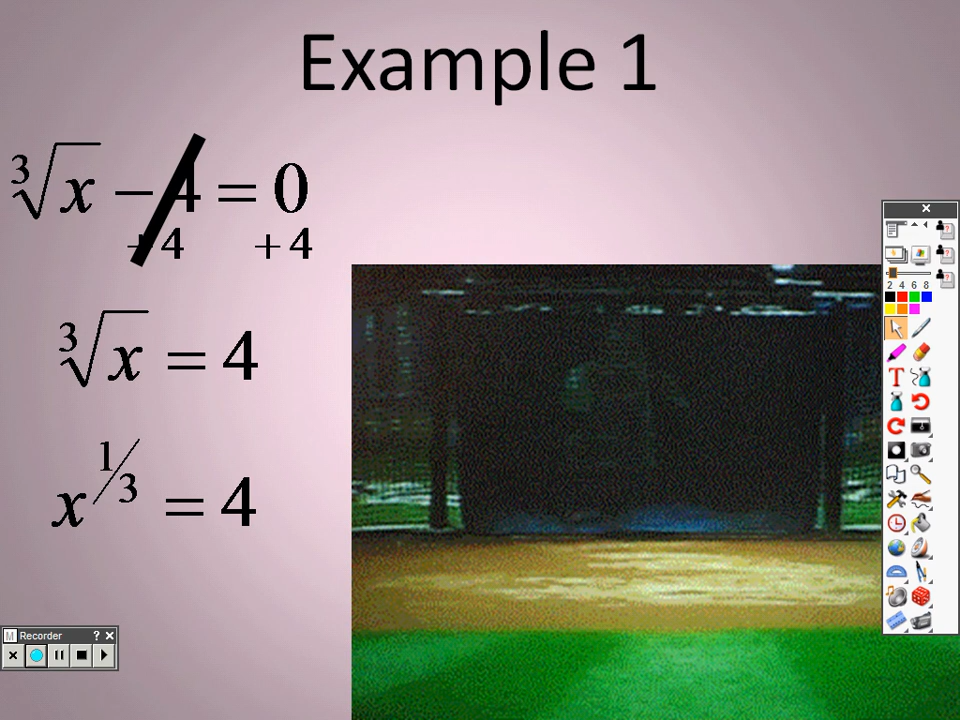 Example 1
∛x − 4 = 0
+ 4 + 4
∛x = 4
x^{1/3} = 4
2 4 6 8
T
M Recorder ? ×